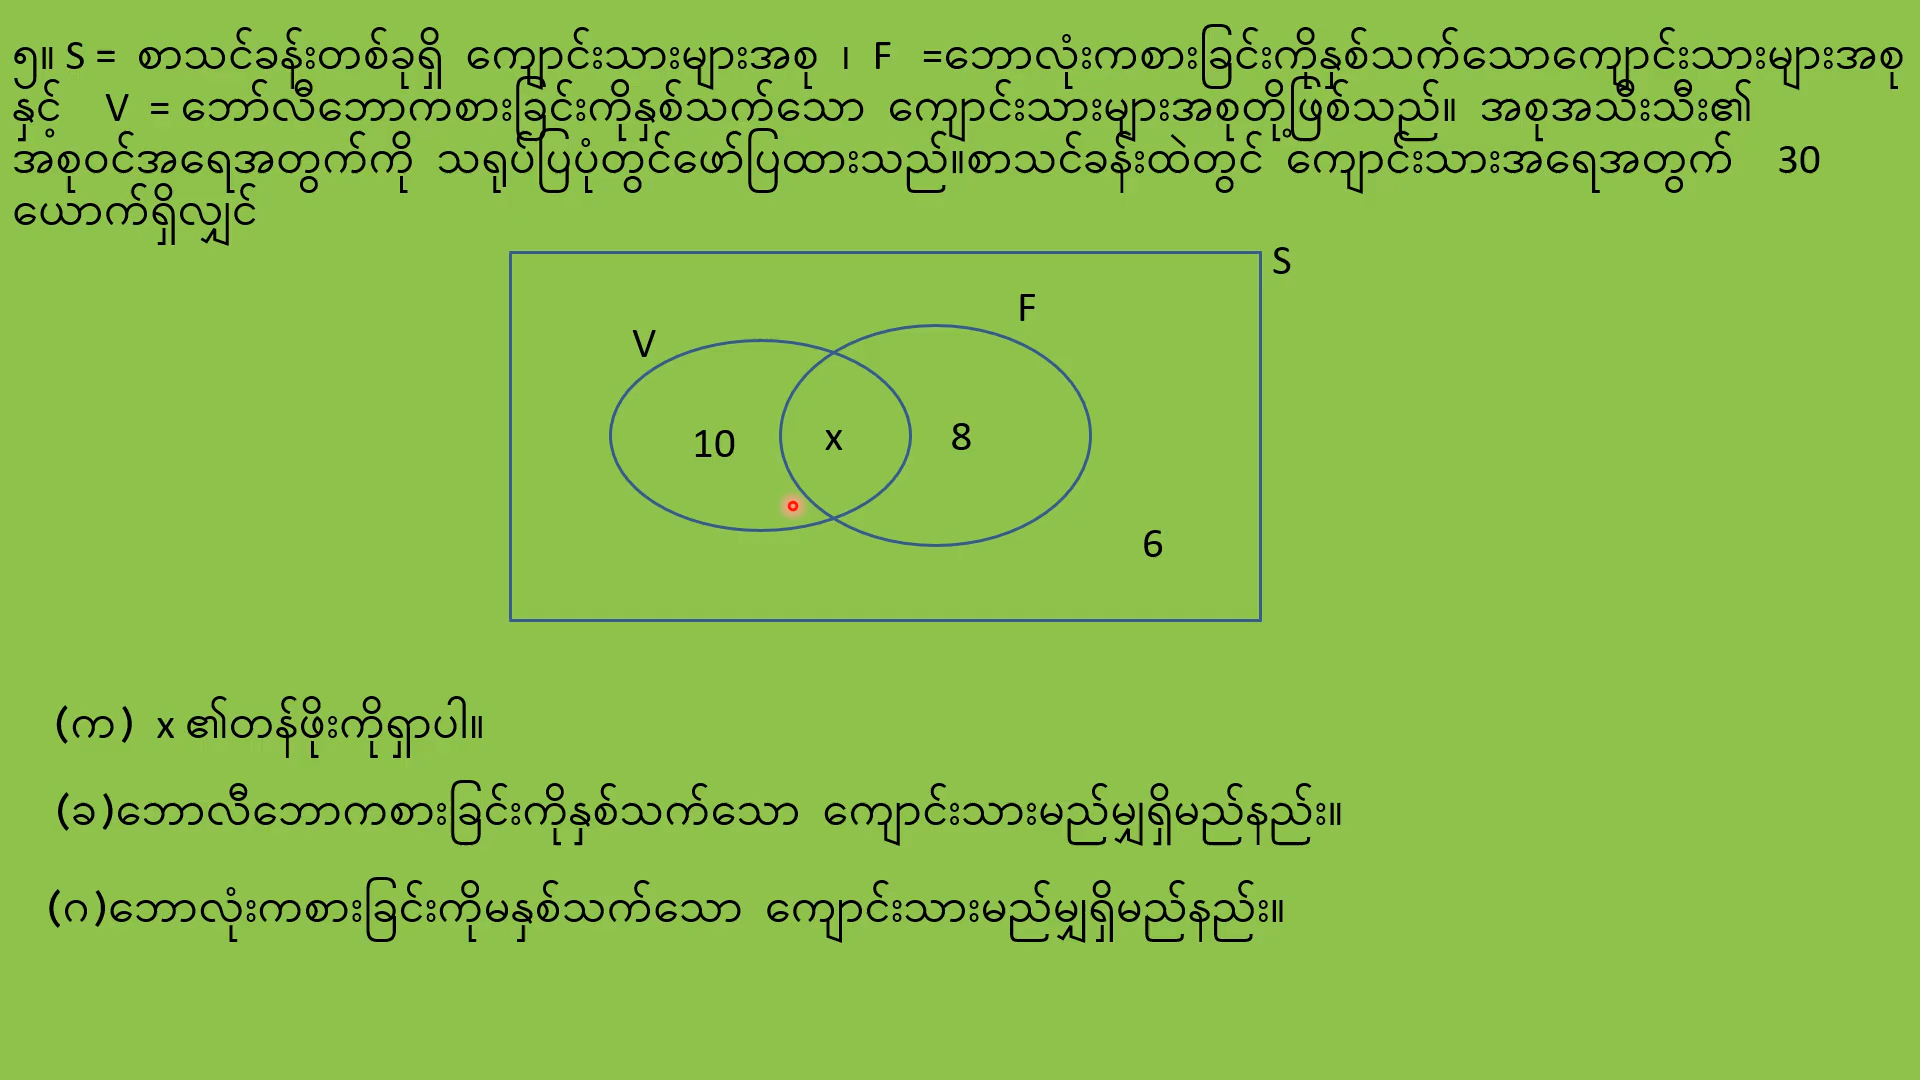 ၅။ S = စာသင်ခန်းတစ်ခုရှိ ကျောင်းသားများအစု ၊ F =ဘောလုံးကစားခြင်းကိုနှစ်သက်သောကျောင်းသားများအစု
နှင့် V = ဘော်လီဘောကစားခြင်းကိုနှစ်သက်သော ကျောင်းသားများအစုတို့ဖြစ်သည်။ အစုအသီးသီး၏
အစုဝင်အရေအတွက်ကို သရုပ်ပြပုံတွင်ဖော်ပြထားသည်။စာသင်ခန်းထဲတွင် ကျောင်းသားအရေအတွက် 30
ယောက်ရှိလျှင်
S
F
V
10 x 8
6
(က) x ၏တန်ဖိုးကိုရှာပါ။
(ခ)ဘောလီဘောကစားခြင်းကိုနှစ်သက်သော ကျောင်းသားမည်မျှရှိမည်နည်း။
(ဂ)ဘောလုံးကစားခြင်းကိုမနှစ်သက်သော ကျောင်းသားမည်မျှရှိမည်နည်း။